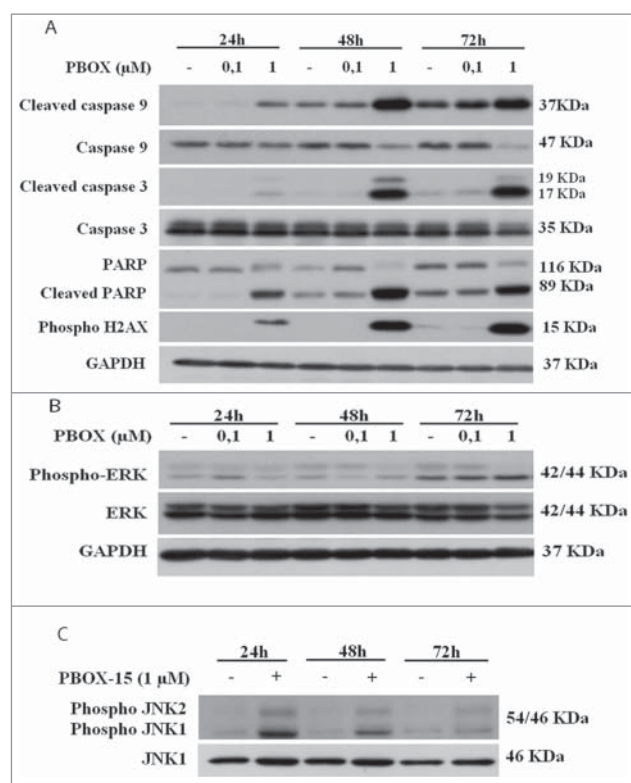 A
24h 48h 72h
PBOX (µM) - 0,1 1 - 0,1 1 - 0,1 1
Cleaved caspase 9 37KDa
Caspase 9 47 KDa
Cleaved caspase 3 19 KDa
17 KDa
Caspase 3 35 KDa
PARP 116 KDa
Cleaved PARP 89 KDa
Phospho H2AX 15 KDa
GAPDH 37 KDa
B
24h 48h 72h
PBOX (µM) - 0,1 1 - 0,1 1 - 0,1 1
Phospho-ERK 42/44 KDa
ERK 42/44 KDa
GAPDH 37 KDa
C
24h 48h 72h
PBOX-15 (1 µM) - + - + - +
Phospho JNK2
54/46 KDa
Phospho JNK1
JNK1 46 KDa